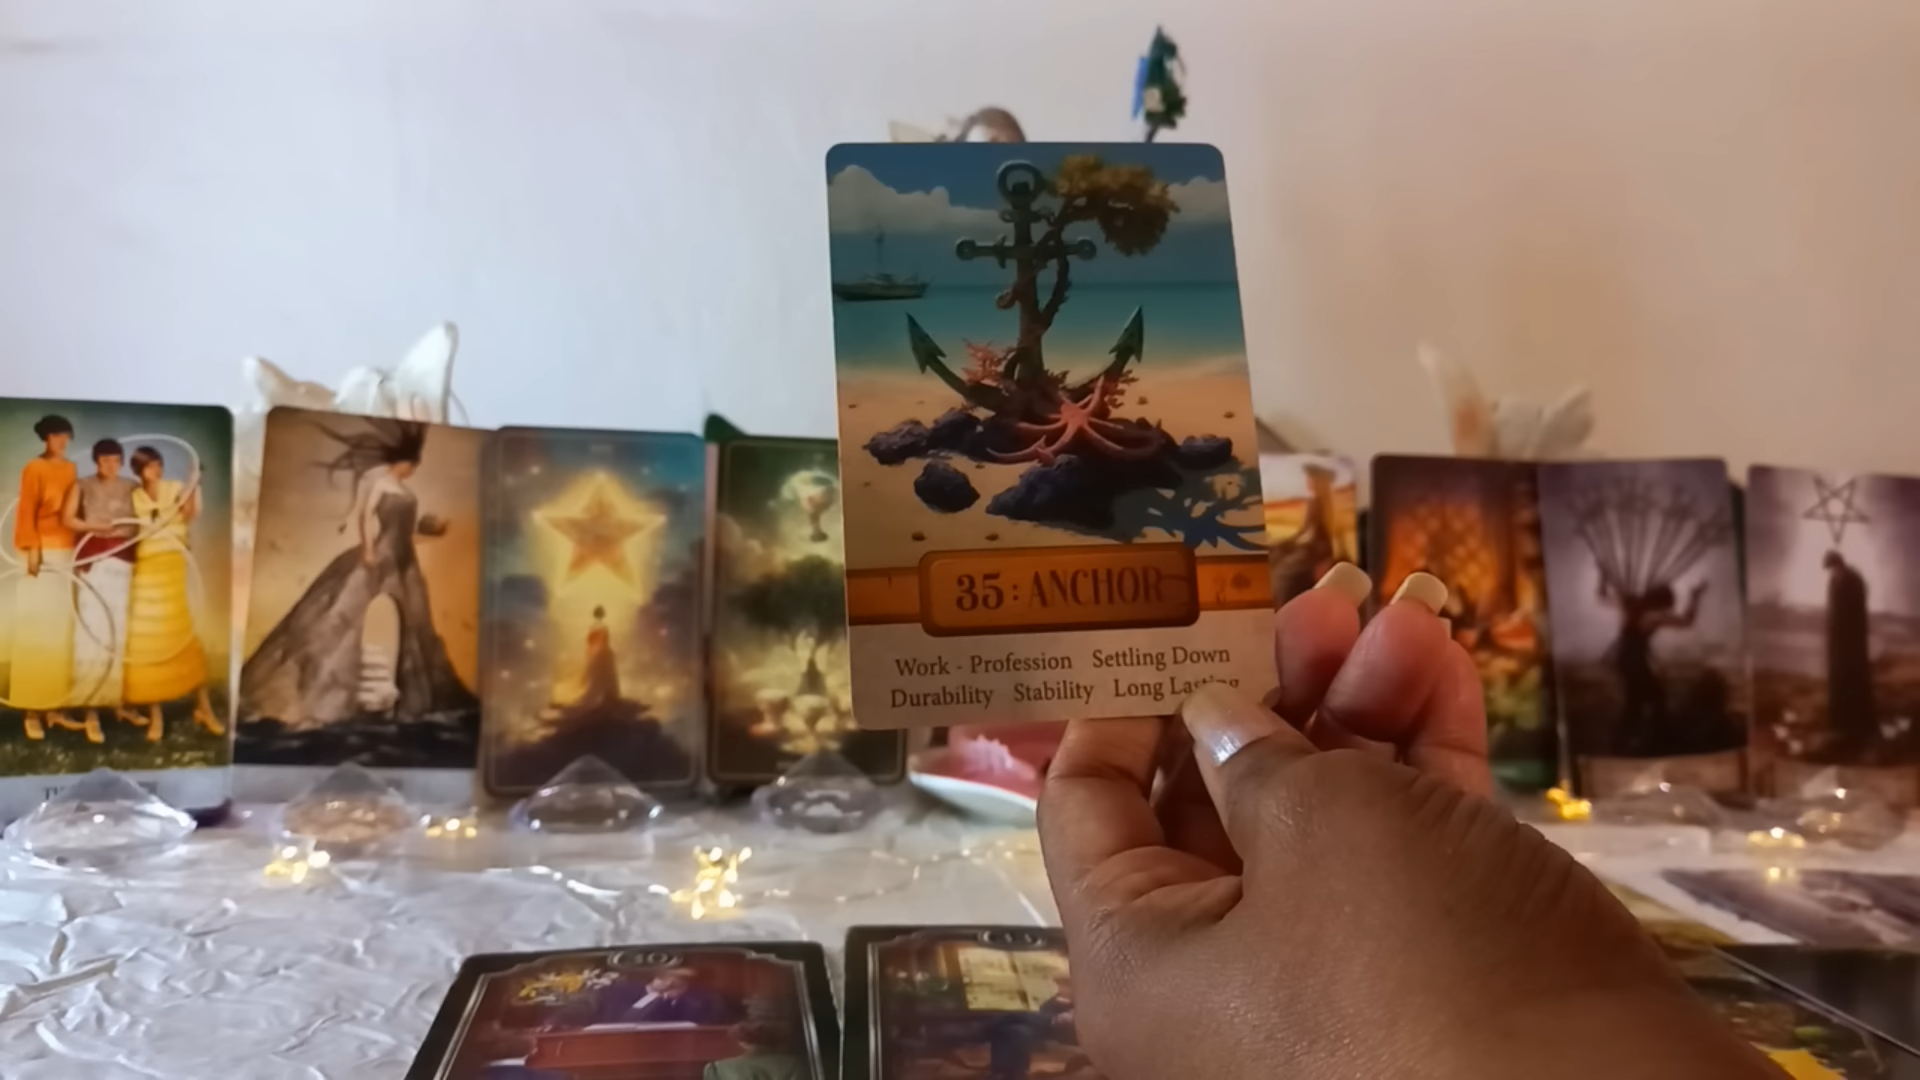 35: ANCHOR
Work - Profession Settling Down
Durability Stability Long Lasting